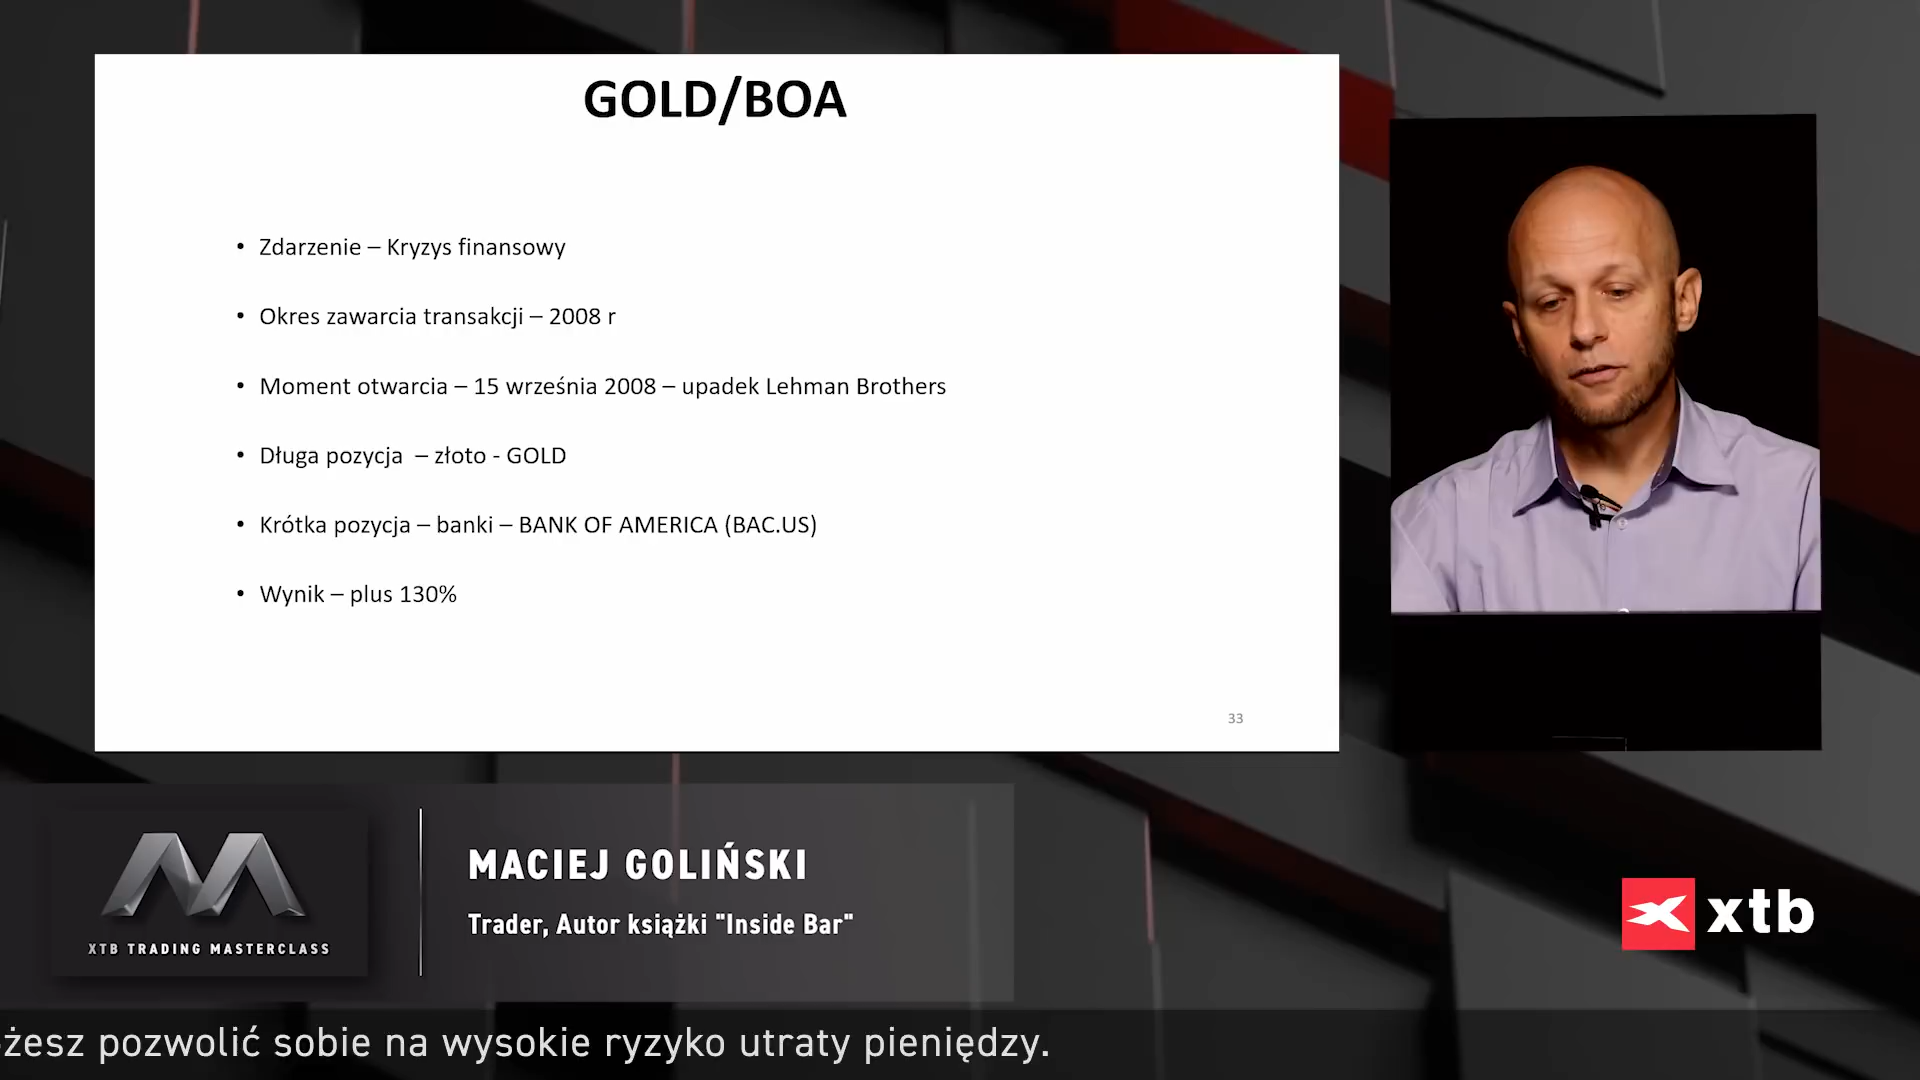 GOLD/BOA
• Zdarzenie – Kryzys finansowy
• Okres zawarcia transakcji – 2008 r
• Moment otwarcia – 15 września 2008 – upadek Lehman Brothers
• Długa pozycja – złoto - GOLD
• Krótka pozycja – banki – BANK OF AMERICA (BAC.US)
• Wynik – plus 130%
33
XTB TRADING MASTERCLASS
MACIEJ GOLIŃSKI
Trader, Autor książki "Inside Bar"
xtb
żesz pozwolić sobie na wysokie ryzyko utraty pieniędzy.